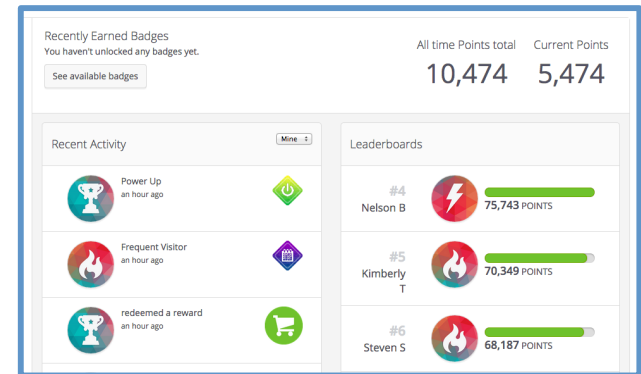 Recently Earned Badges
You haven't unlocked any badges yet.
See available badges
All time Points total
10,474
Current Points
5,474
Recent Activity
Mine
Power Up
an hour ago
Frequent Visitor
an hour ago
redeemed a reward
an hour ago
Leaderboards
#4
Nelson B
75,743 POINTS
#5
Kimberly
T
70,349 POINTS
#6
Steven S
68,187 POINTS